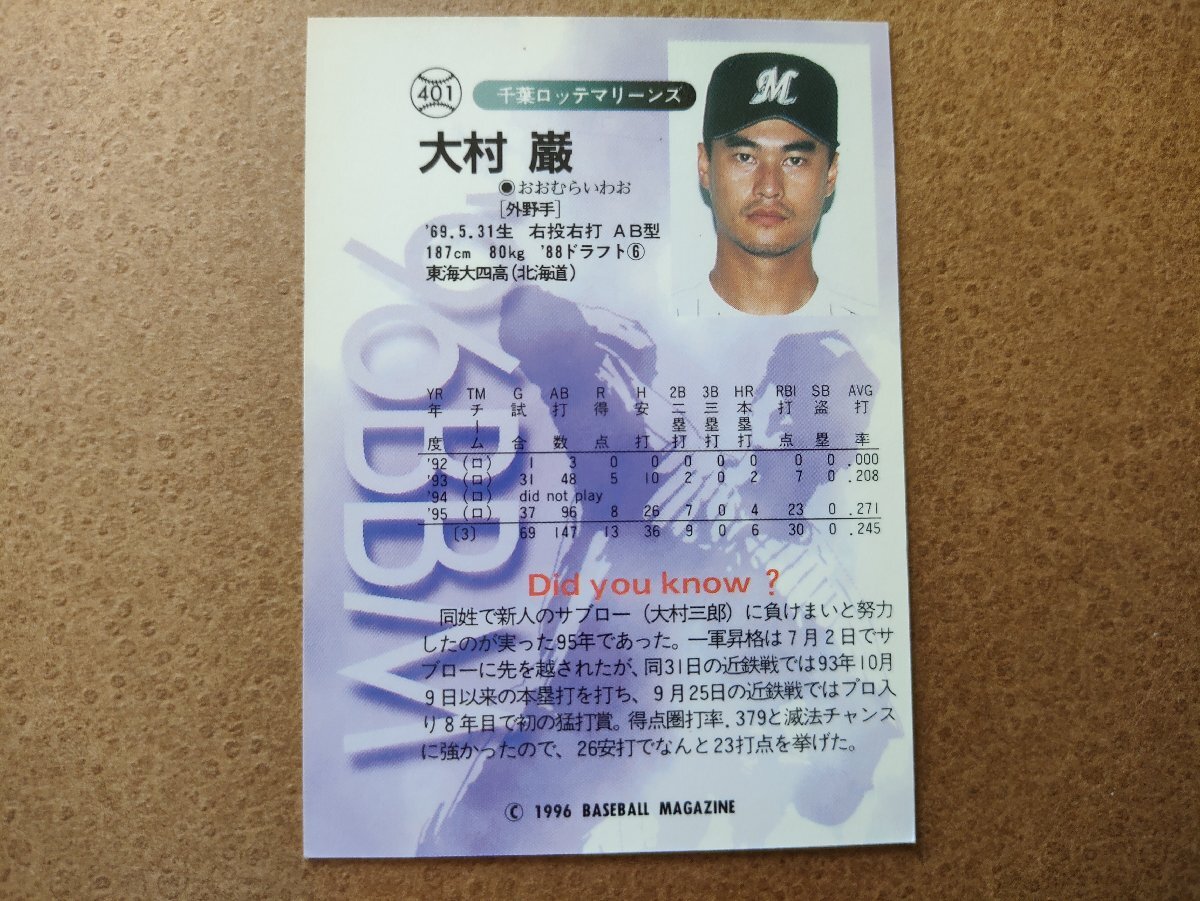 401 千葉ロッテマリーンズ
M
大村 巌
◉おおむらいわお
[外野手]
'69.5.31生 右投右打 AB型
187cm 80kg '88ドラフト⑥
東海大四高(北海道)
'96BBM
YR TM G AB R H 2B 3B HR RBI SB AVG
年度 チーム 試合 打数 得点 安打 二塁打 三塁打 本塁打 打点 盗塁 打率
'92 (ロ) 1 3 0 0 0 0 0 0 0 .000
'93 (ロ) 31 48 5 10 2 0 2 7 0 .208
'94 (ロ) did not play
'95 (ロ) 37 96 8 26 7 0 4 23 0 .271
〔3〕 69 147 13 36 9 0 6 30 0 .245
Did you know ?
同姓で新人のサブロー(大村三郎)に負けまいと努力
したのが実った95年であった。一軍昇格は7月2日でサ
ブローに先を越されたが、同31日の近鉄戦では93年10月
9日以来の本塁打を打ち、9月25日の近鉄戦ではプロ入
り8年目で初の猛打賞。得点圏打率.379と滅法チャンス
に強かったので、26安打でなんと23打点を挙げた。
© 1996 BASEBALL MAGAZINE